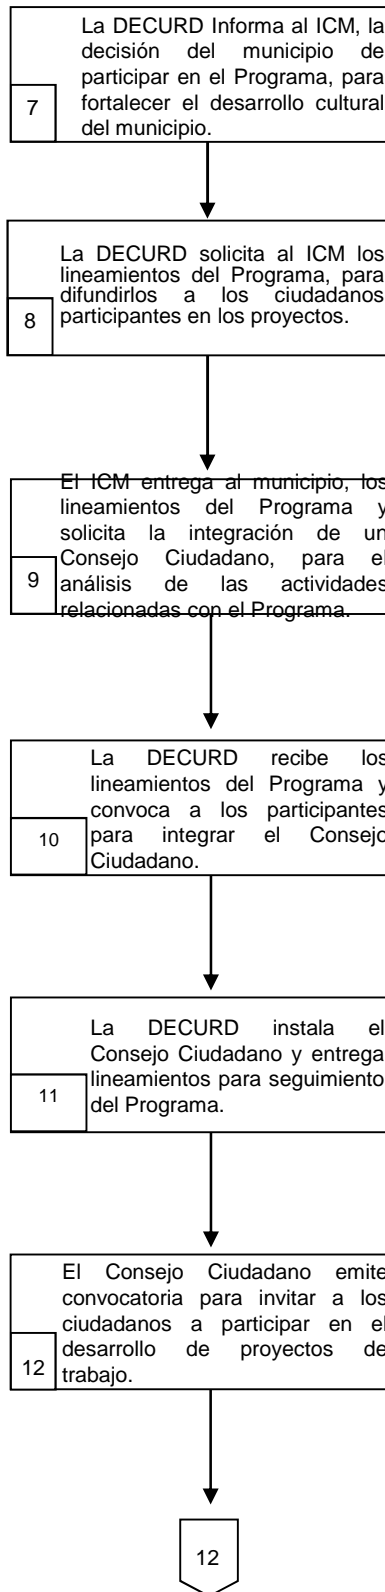 La DECURD Informa al ICM, la
decisión del municipio de
participar en el Programa, para
fortalecer el desarrollo cultural
del municipio.
7
La DECURD solicita al ICM los
lineamientos del Programa, para
difundirlos a los ciudadanos
participantes en los proyectos.
8
El ICM entrega al municipio, los
lineamientos del Programa y
solicita la integración de un
Consejo Ciudadano, para el
análisis de las actividades
relacionadas con el Programa.
9
La DECURD recibe los
lineamientos del Programa y
convoca a los participantes
para integrar el Consejo
Ciudadano.
10
La DECURD instala el
Consejo Ciudadano y entrega
lineamientos para seguimiento
del Programa.
11
El Consejo Ciudadano emite
convocatoria para invitar a los
ciudadanos a participar en el
desarrollo de proyectos de
trabajo.
12
12